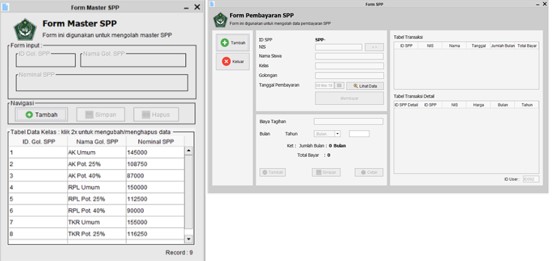 Form Master SPP
Form Master SPP
Form ini digunakan untuk mengolah master SPP
Form input :
ID Gol. SPP
Nama Gol. SPP
Nominal SPP
Navigasi
Tambah
Simpan
Hapus
Tabel Data Kelas : klik 2x untuk mengubah/menghapus data
ID. Gol. SPP Nama Gol. SPP Nominal SPP
1 AK Umum 145000
2 AK Pot. 25% 108750
3 AK Pot. 40% 87000
4 RPL Umum 150000
5 RPL Pot. 25% 112500
6 RPL Pot. 40% 90000
7 TKR Umum 155000
8 TKR Pot. 25% 116250
Record : 9
Form SPP
Form Pembayaran SPP
Form ini digunakan untuk mengolah data pembayaran SPP
Tambah
Keluar
ID SPP SPP-
NIS
Nama Siswa
Kelas
Golongan
Tanggal Pembayaran
Lihat Data
Biaya Tagihan
Bulan Tahun
Ket : Jumlah Bulan : 0 Bulan
Total Bayar : 0
Tambah
Simpan
Tabel Transaksi
ID SPP NIS Nama Tanggal Jumlah Bulan Total Bayar
Tabel Transaksi Detail
ID SPP Detail ID SPP NIS Harga Bulan Tahun
ID User :